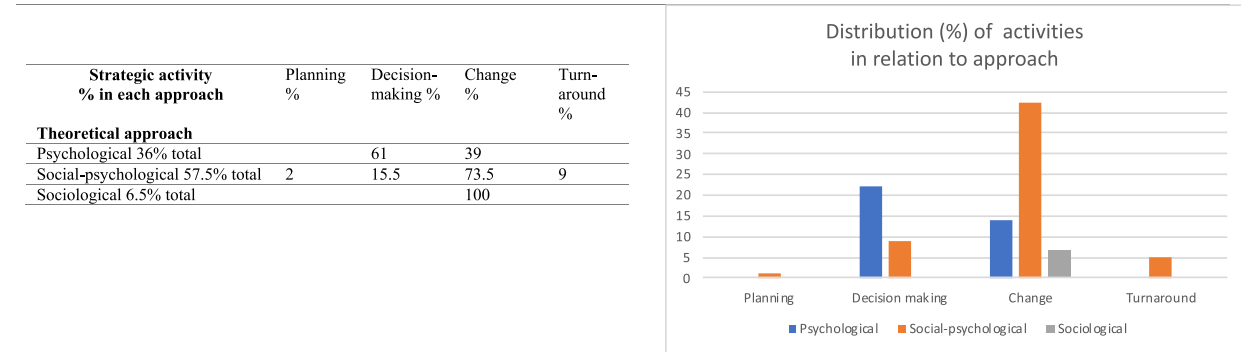 Strategic activity
% in each approach
Planning
%
Decision-
making %
Change
%
Turn-
around
%
Theoretical approach
Psychological 36% total 61 39
Social-psychological 57.5% total 2 15.5 73.5 9
Sociological 6.5% total 100
Distribution (%) of activities
in relation to approach
45
40
35
30
25
20
15
10
5
0
Planning Decision making Change Turnaround
Psychological Social-psychological Sociological